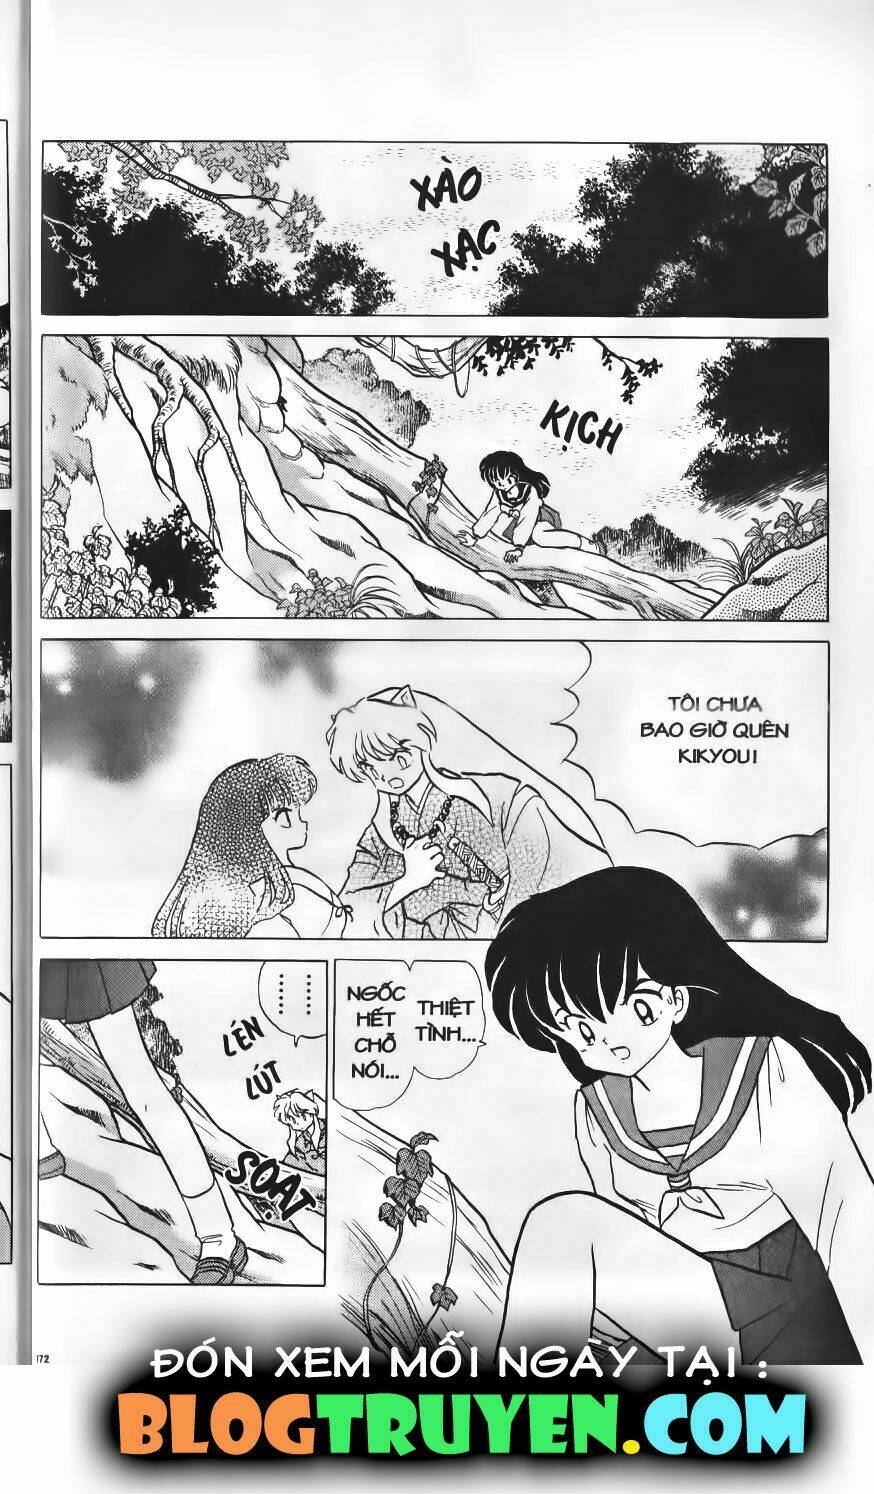 XÀO
XẠC
KỊCH
TÔI CHƯA
BAO GIỜ QUÊN
KIKYOU!
......
......
LÉN
LÚT
SOẠT
THIỆT
TÌNH...
NGỐC
HẾT
CHỖ
NÓI...
172
ĐÓN XEM MỖI NGÀY TẠI :
BLOGTRUYEN.COM